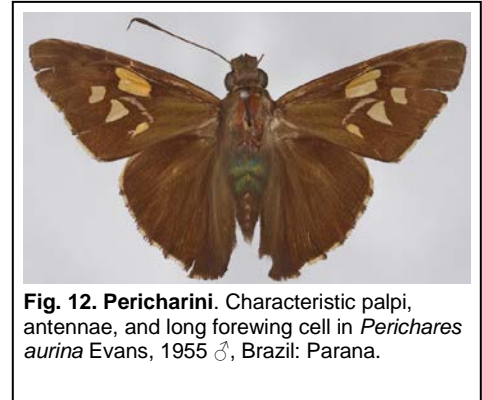 Fig. 12. Pericharini. Characteristic palpi,
antennae, and long forewing cell in Perichares
aurina Evans, 1955 ♂, Brazil: Parana.